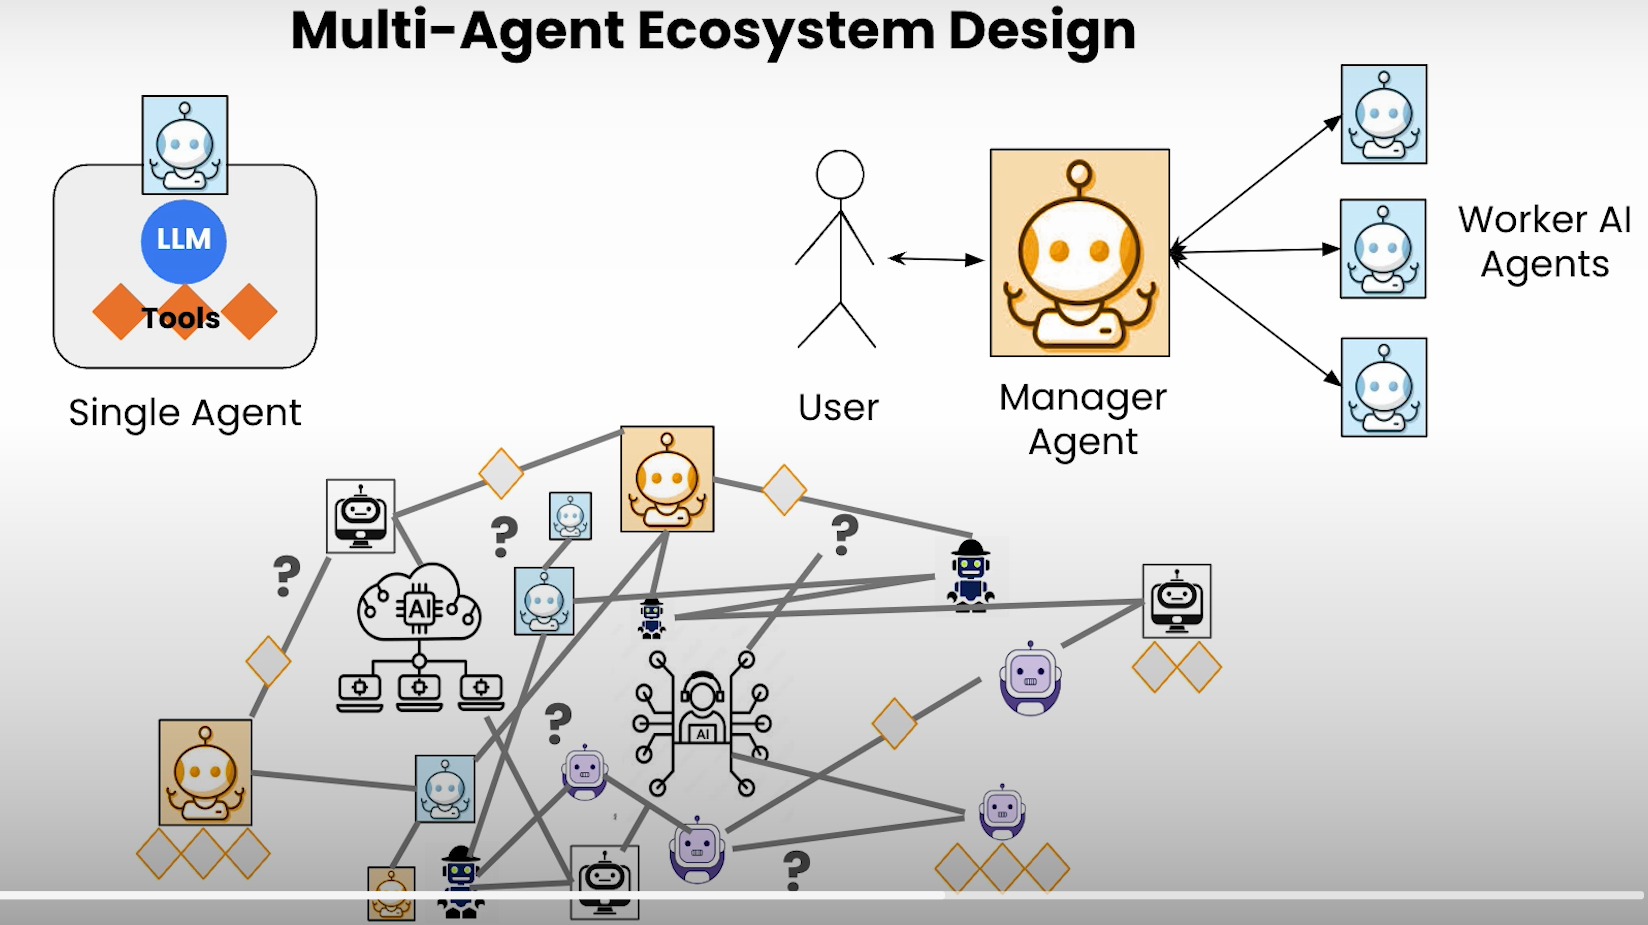 Multi-Agent Ecosystem Design
LLM
Tools
Single Agent
User
Manager
Agent
Worker AI
Agents
?
?
?
AI
?
AI
?